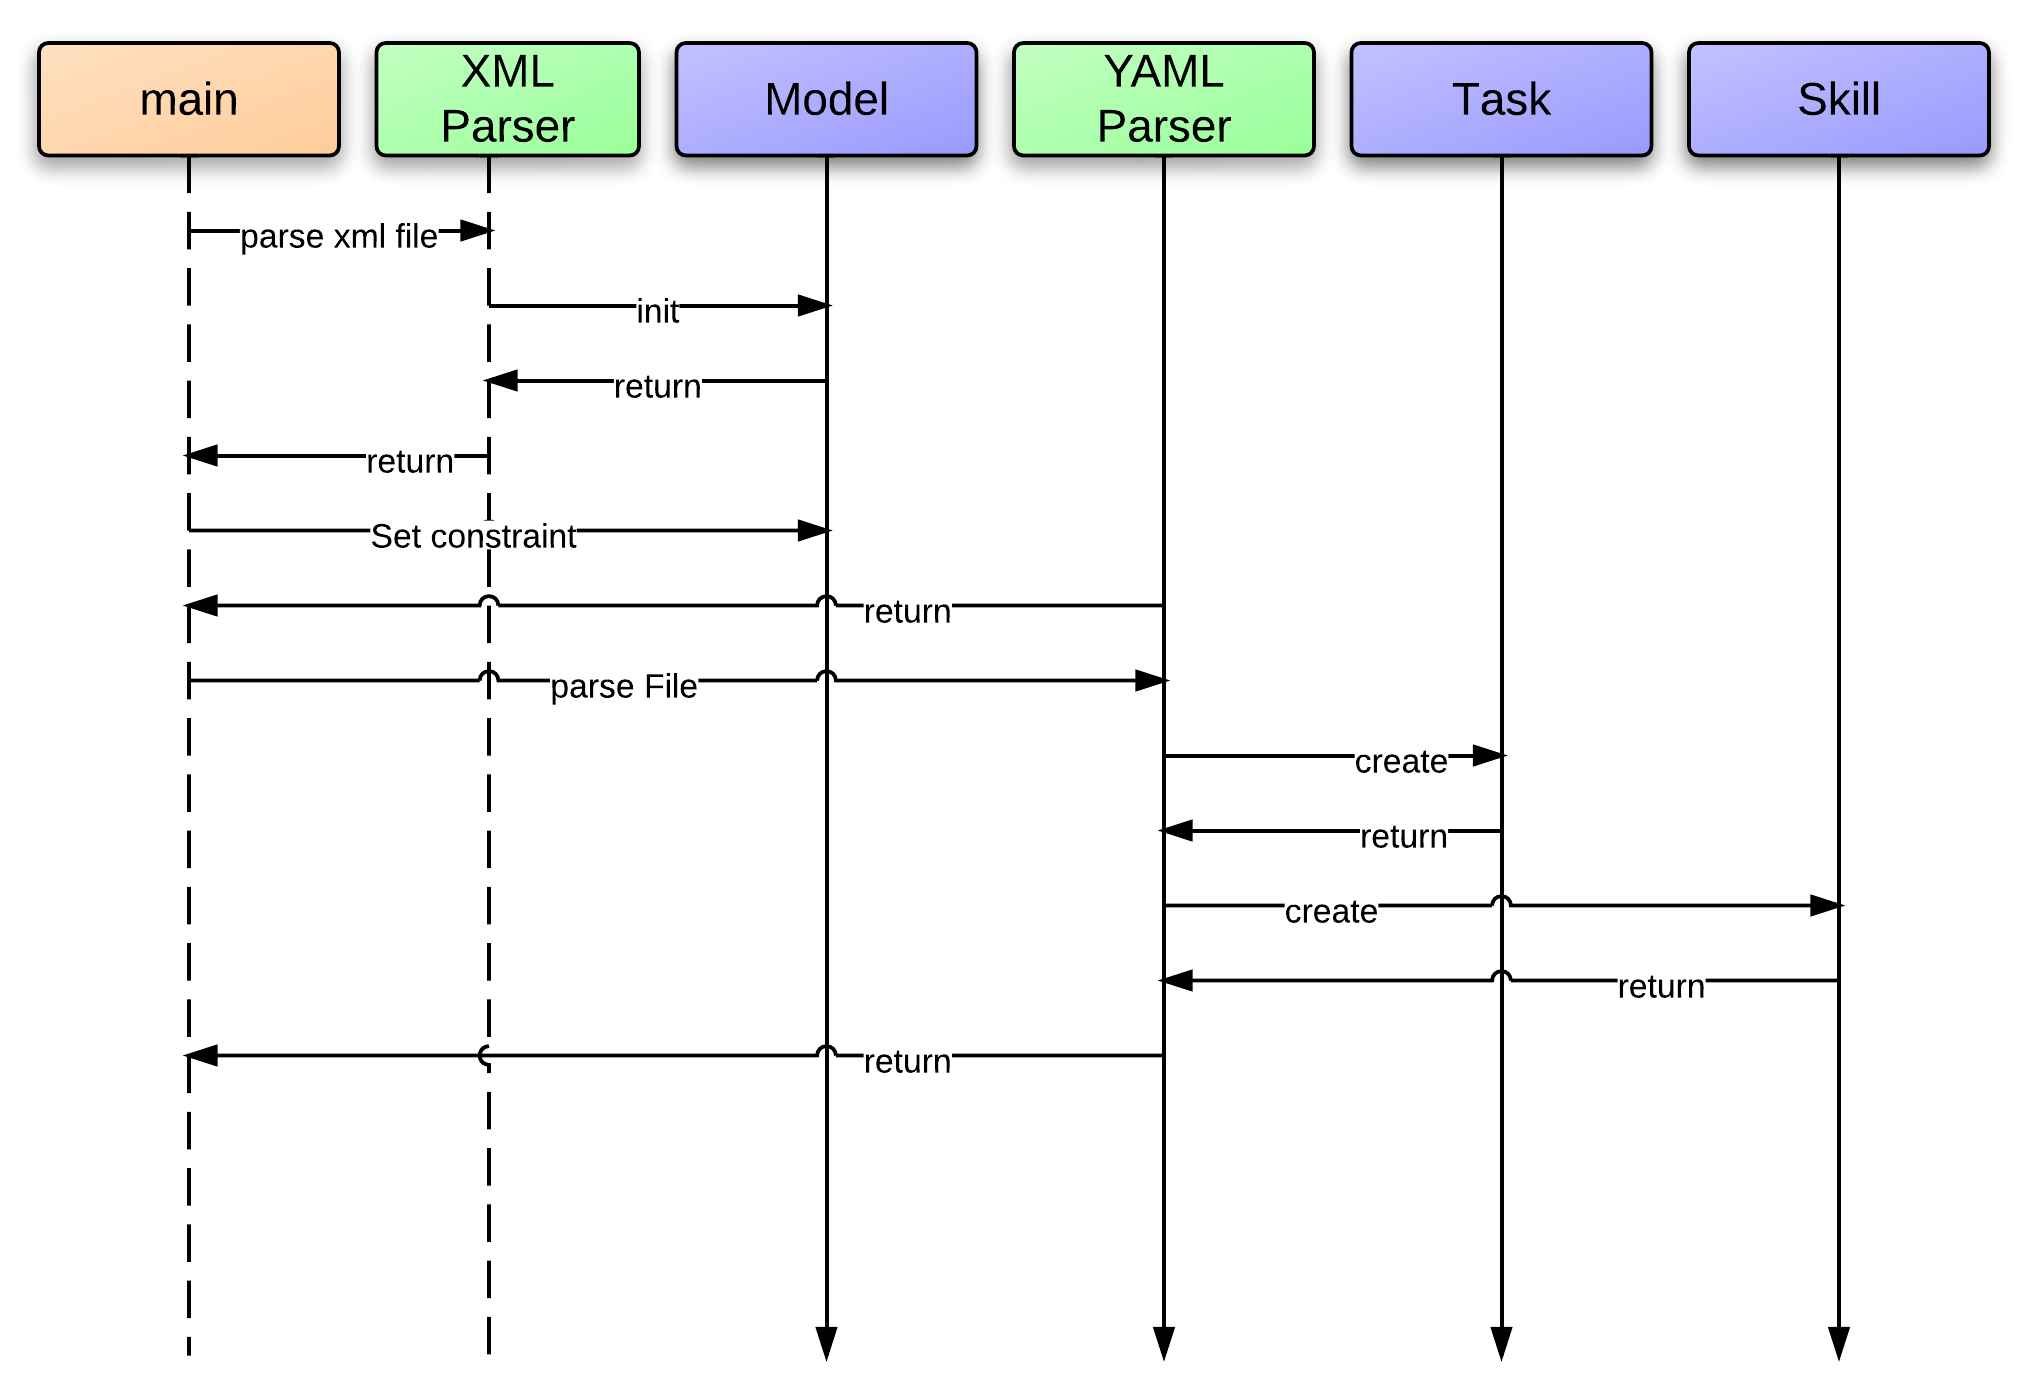 main
XML
Parser
Model
YAML
Parser
Task
Skill
parse xml file
init
return
return
Set constraint
return
parse File
create
return
create
return
return